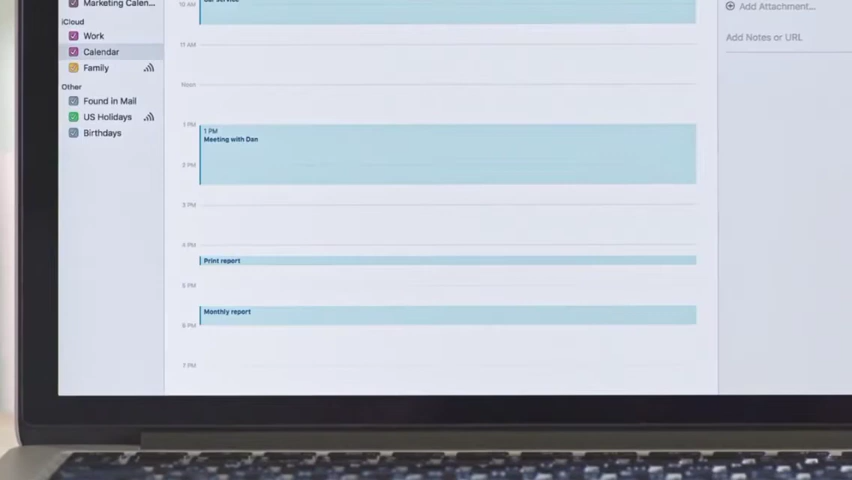 Marketing Calen...
iCloud
Work
Calendar
Family
Other
Found in Mail
US Holidays
Birthdays
10 AM
11 AM
Noon
1 PM
1 PM
Meeting with Dan
2 PM
3 PM
4 PM
Print report
5 PM
Monthly report
6 PM
7 PM
Add Attachment...
Add Notes or URL